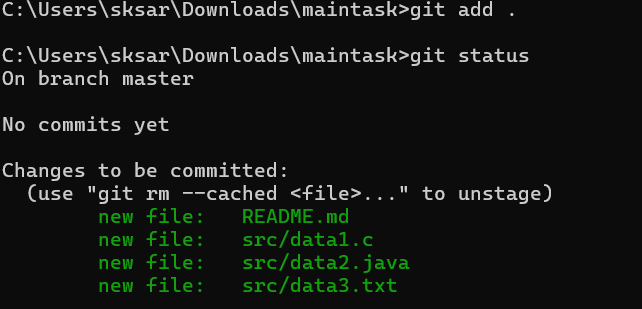 C:\Users\sksar\Downloads\maintask>git add .
C:\Users\sksar\Downloads\maintask>git status
On branch master
No commits yet
Changes to be committed:
  (use "git rm --cached <file>..." to unstage)
        new file:   README.md
        new file:   src/data1.c
        new file:   src/data2.java
        new file:   src/data3.txt